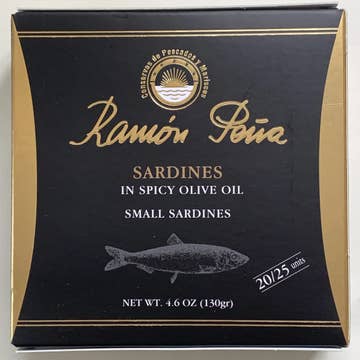 Conservas de Pescados Y Mariscos
Ramón Peña
SARDINES
IN SPICY OLIVE OIL
SMALL SARDINES
20/25 units
NET WT. 4.6 OZ (130gr)